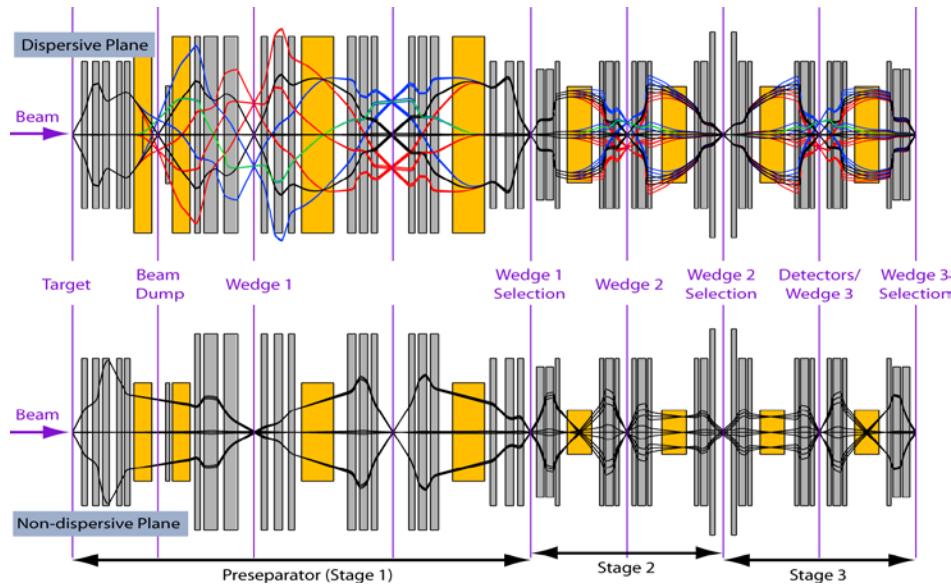 Dispersive Plane
Beam
Target
Beam
Dump
Wedge 1
Wedge 1
Selection
Wedge 2
Wedge 2
Selection
Detectors/
Wedge 3
Wedge 3
Selection
Beam
Non-dispersive Plane
Preseparator (Stage 1)
Stage 2
Stage 3